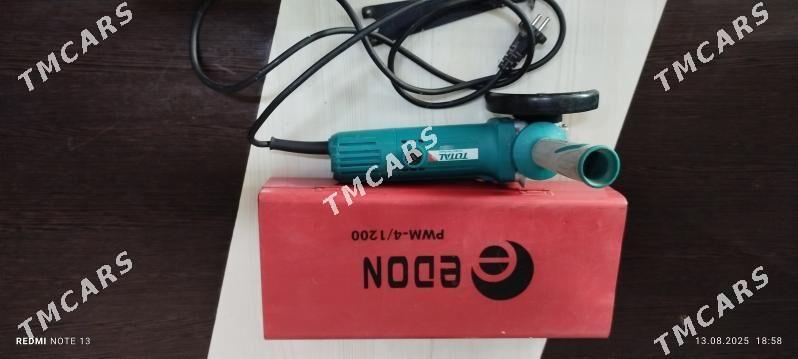 TMCARS
TMCARS
TMCARS
TOTAL
TMCARS
PWM-4/1200
eDON
TMCARS
TMCARS
REDMI NOTE 13
13.08.2025 18:58